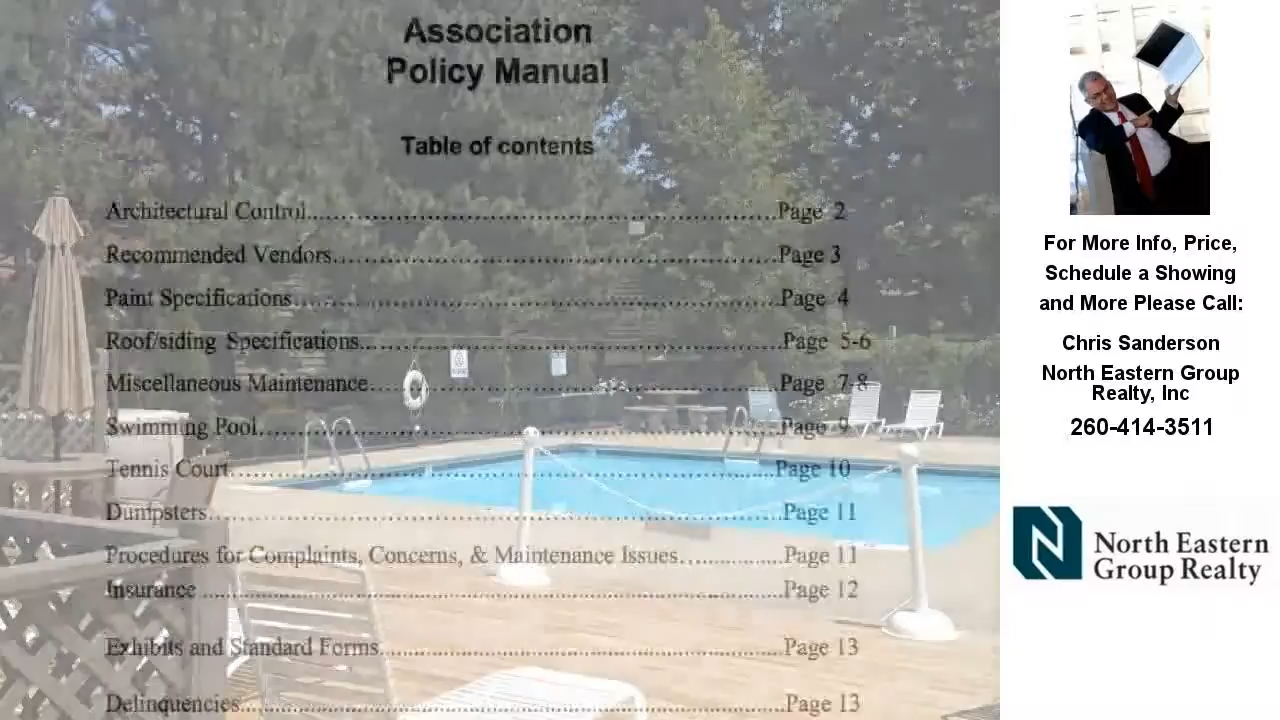 Association
Policy Manual
Table of contents
Architectural Control....................................................Page 2
Recommended Vendors..................................................Page 3
Paint Specifications......................................................Page 4
Roof/siding Specifications...............................................Page 5-6
Miscellaneous Maintenance..............................................Page 7-8
Swimming Pool...........................................................Page 9
Tennis Court..............................................................Page 10
Dumpsters.................................................................Page 11
Procedures for Complaints, Concerns, & Maintenance Issues............Page 11
Insurance ..................................................................Page 12
Exhibits and Standard Forms.............................................Page 13
Delinquencies.............................................................Page 13
For More Info, Price,
Schedule a Showing
and More Please Call:
Chris Sanderson
North Eastern Group
Realty, Inc
260-414-3511
North Eastern
Group Realty